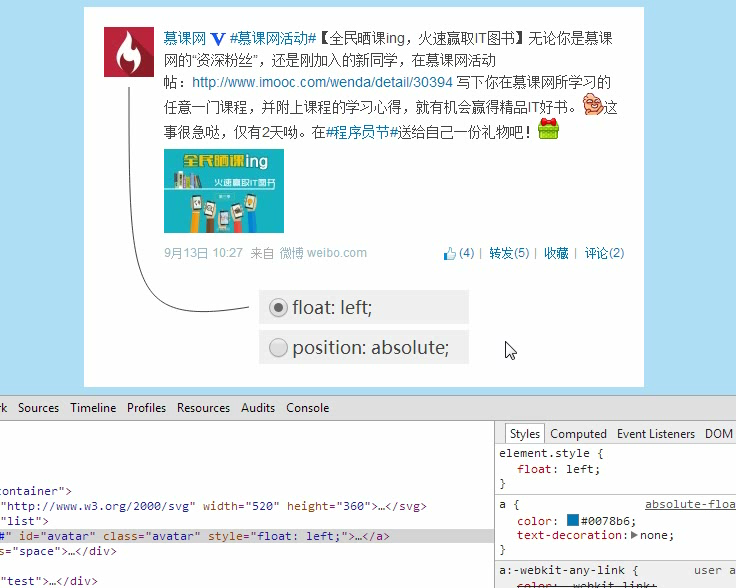 慕课网 V #慕课网活动#【全民晒课ing，火速赢取IT图书】无论你是慕课
网的“资深粉丝”，还是刚加入的新同学，在慕课网活动
帖：http://www.imooc.com/wenda/detail/30394 写下你在慕课网所学习的
任意一门课程，并附上课程的学习心得，就有机会赢得精品IT好书。这
事很急哒，仅有2天呦。在#程序员节#送给自己一份礼物吧！
全民晒课ing
火速赢取IT图书
9月13日 10:27 来自 微博 weibo.com
(4) | 转发(5) | 收藏 | 评论(2)
float: left;
position: absolute;
rk Sources Timeline Profiles Resources Audits Console
ontainer">
"http://www.w3.org/2000/svg" width="520" height="360">…</svg>
"list">
#" id="avatar" class="avatar" style="float: left;">…</a>
s="space">…</div>
"test">…</div>
Styles Computed Event Listeners DOM
element.style {
float: left;
}
a { absolute-floa
color: #0078b6;
text-decoration: none;
}
a:-webkit-any-link { user a
color: -webkit-link;